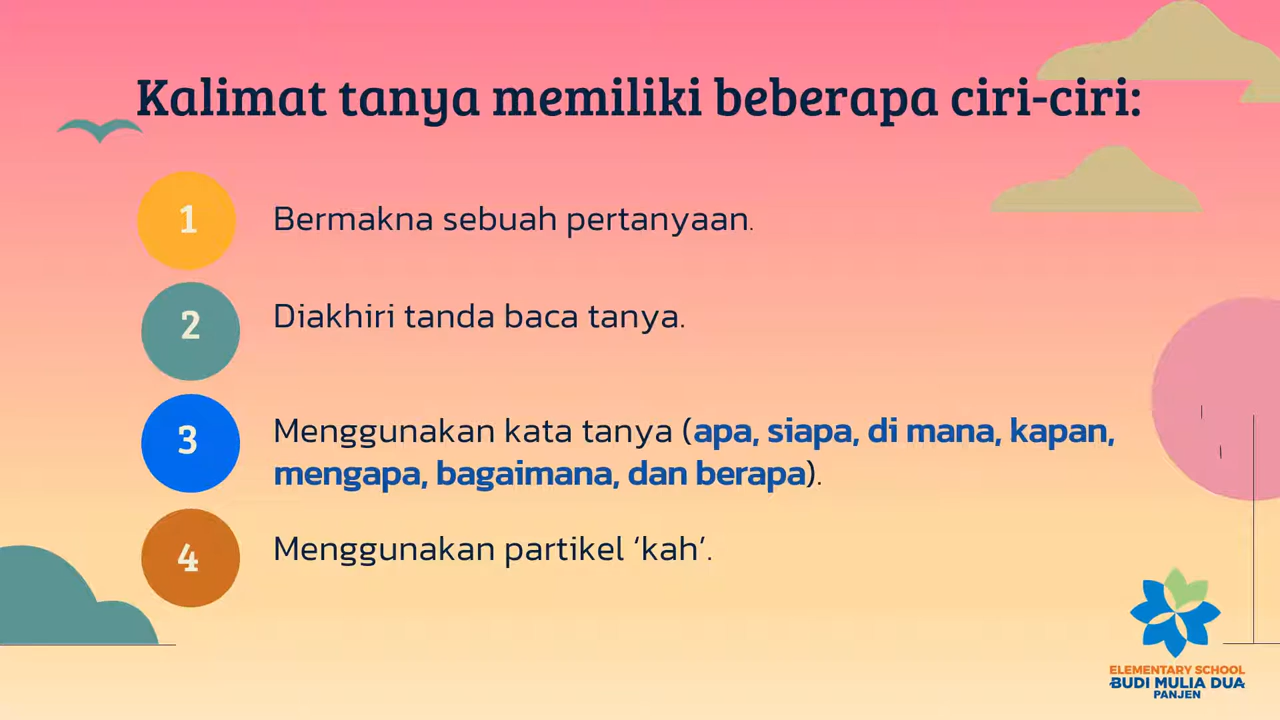 Kalimat tanya memiliki beberapa ciri-ciri:
1
Bermakna sebuah pertanyaan.
2
Diakhiri tanda baca tanya.
3
Menggunakan kata tanya (apa, siapa, di mana, kapan,
mengapa, bagaimana, dan berapa).
4
Menggunakan partikel ‘kah’.
ELEMENTARY SCHOOL
BUDI MULIA DUA
PANJEN